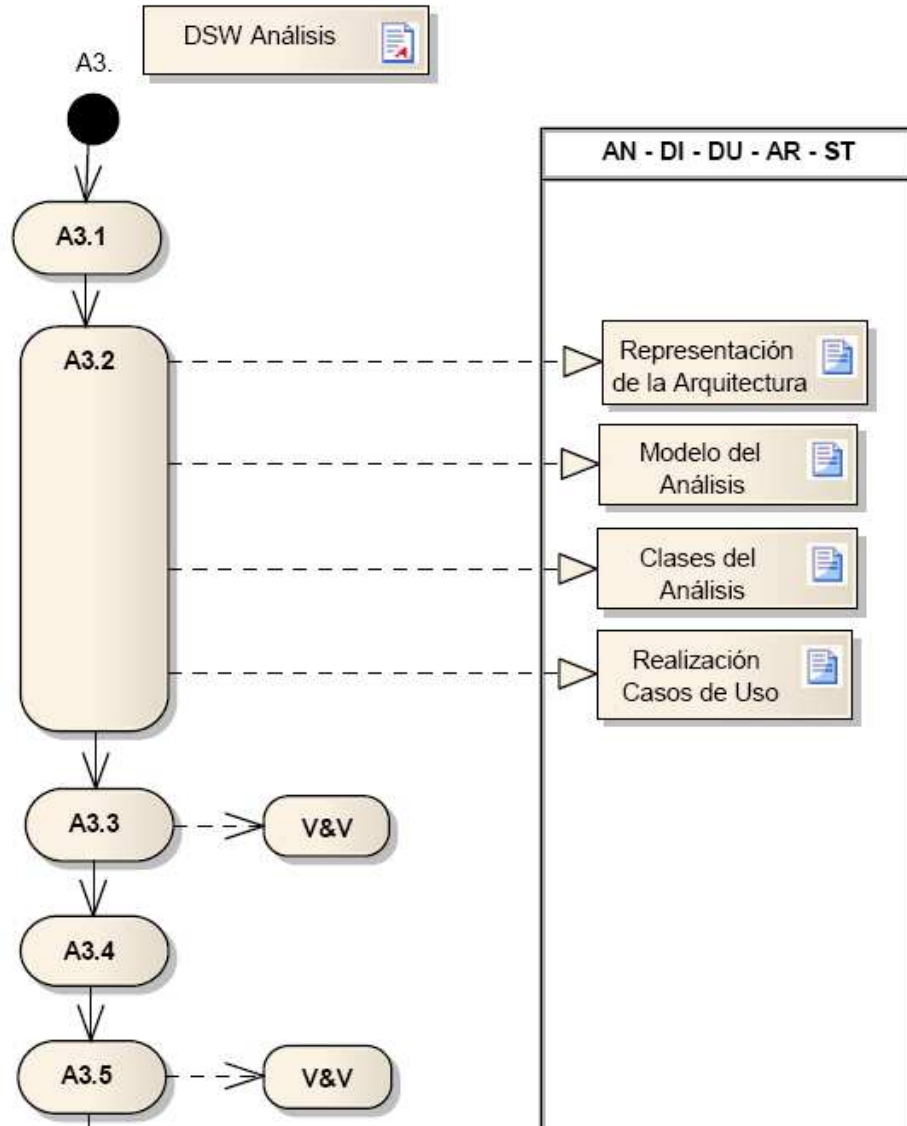 DSW Análisis
A3.
AN - DI - DU - AR - ST
A3.1
A3.2
Representación
de la Arquitectura
Modelo del
Análisis
Clases del
Análisis
Realización
Casos de Uso
A3.3
V&V
A3.4
A3.5
V&V